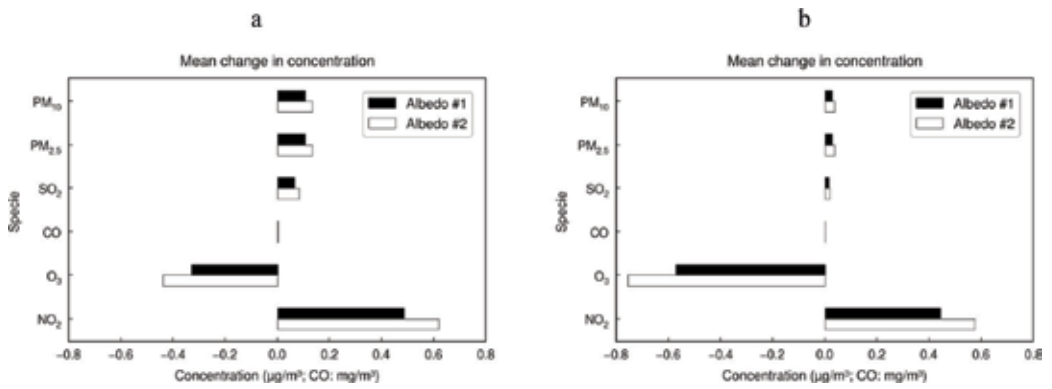 a
Mean change in concentration
PM₁₀
PM₂.₅
SO₂
CO
O₃
NO₂
Specie
Albedo #1
Albedo #2
−0.8 −0.6 −0.4 −0.2 0.0 0.2 0.4 0.6 0.8
Concentration (µg/m³; CO: mg/m³)
b
Mean change in concentration
PM₁₀
PM₂.₅
SO₂
CO
O₃
NO₂
Specie
Albedo #1
Albedo #2
−0.8 −0.6 −0.4 −0.2 0.0 0.2 0.4 0.6 0.8
Concentration (µg/m³; CO: mg/m³)